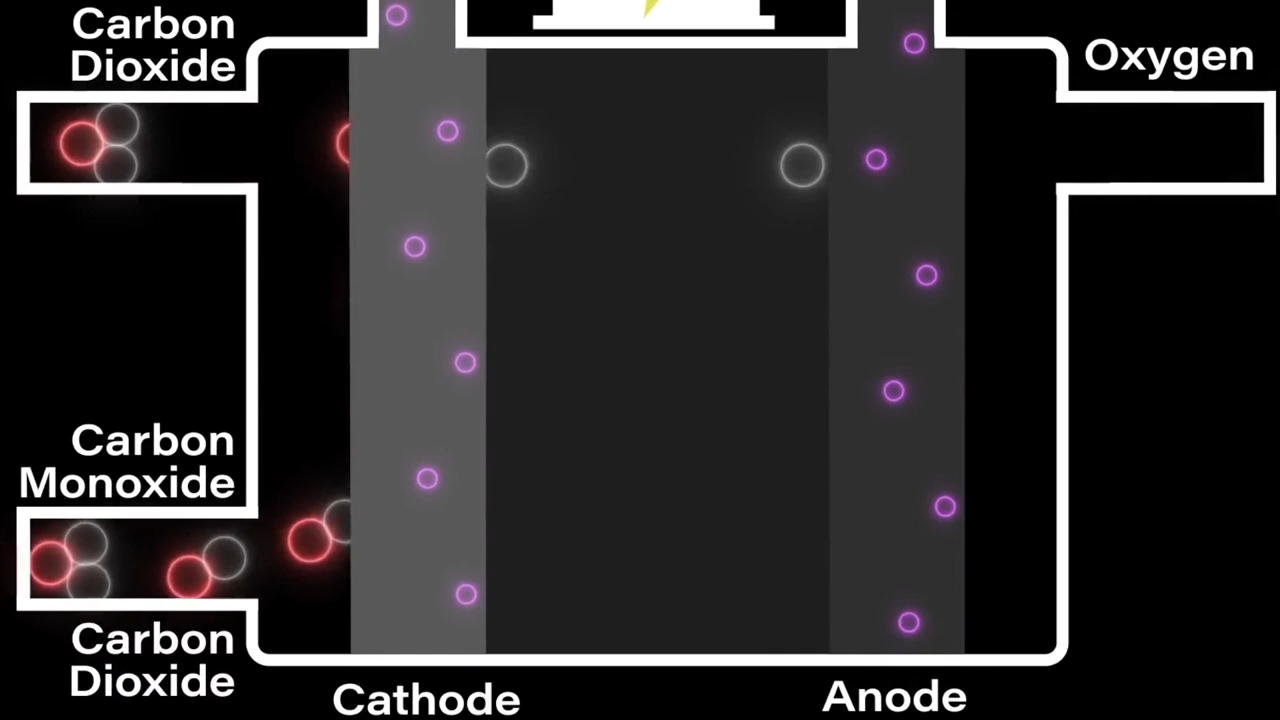 Carbon
Dioxide
Oxygen
Carbon
Monoxide
Carbon
Dioxide
Cathode
Anode